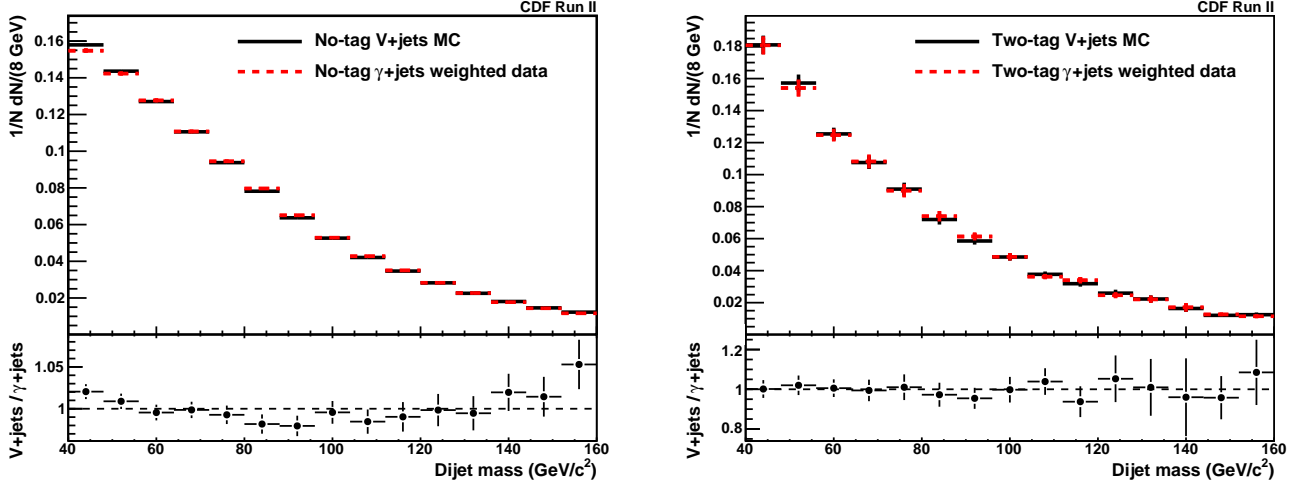 CDF Run II
1/N dN/(8 GeV)
0.16
0.14
0.12
0.1
0.08
0.06
0.04
0.02
No-tag V+jets MC
No-tag γ+jets weighted data
V+jets / γ+jets
1.05
1
40 60 80 100 120 140 160
Dijet mass (GeV/c²)
CDF Run II
1/N dN/(8 GeV)
0.18
0.16
0.14
0.12
0.1
0.08
0.06
0.04
0.02
Two-tag V+jets MC
Two-tag γ+jets weighted data
V+jets / γ+jets
1.2
1
0.8
40 60 80 100 120 140 160
Dijet mass (GeV/c²)